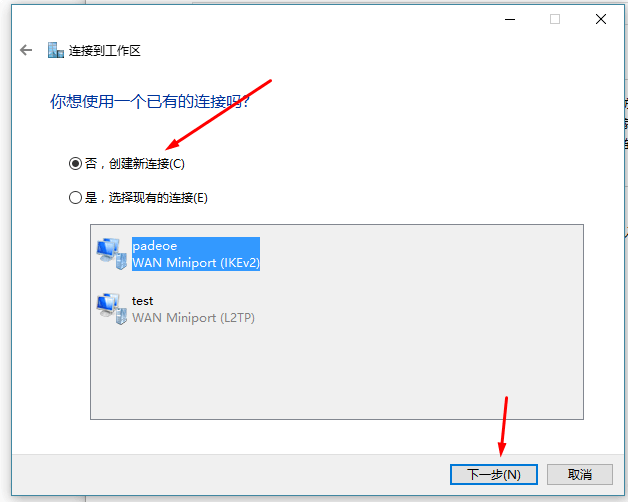 连接到工作区
你想使用一个已有的连接吗?
否，创建新连接(C)
是，选择现有的连接(E)
padeoe
WAN Miniport (IKEv2)
test
WAN Miniport (L2TP)
下一步(N)
取消